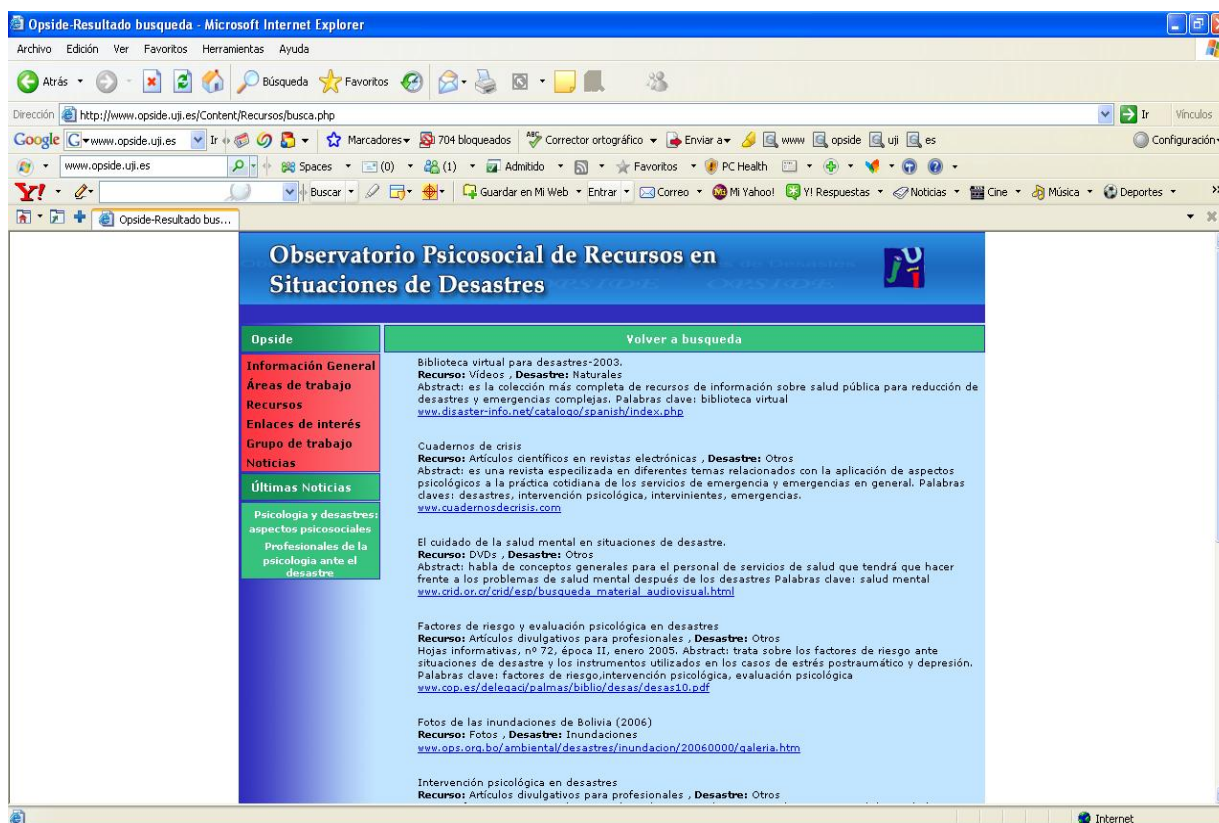 Opside-Resultado busqueda - Microsoft Internet Explorer
Archivo Edición Ver Favoritos Herramientas Ayuda
Atrás Búsqueda Favoritos
Dirección http://www.opside.uji.es/Content/Recursos/busca.php Ir Vínculos
Google G www.opside.uji.es Ir Marcadores 704 bloqueados Corrector ortográfico Enviar a www opside uji es Configuración
www.opside.uji.es Spaces (0) (1) Admitido Favoritos PC Health
Y! Buscar Guardar en Mi Web Entrar Correo Mi Yahoo! Y! Respuestas Noticias Cine Música Deportes
Opside-Resultado bus...
Observatorio Psicosocial de Recursos en
Situaciones de Desastres
Opside
Información General
Áreas de trabajo
Recursos
Enlaces de interés
Grupo de trabajo
Noticias
Últimas Noticias
Psicologia y desastres:
aspectos psicosociales
Profesionales de la
psicologia ante el
desastre
Volver a busqueda
Biblioteca virtual para desastres-2003.
Recurso: Vídeos , Desastre: Naturales
Abstract: es la colección más completa de recursos de información sobre salud pública para reducción de
desastres y emergencias complejas. Palabras clave: biblioteca virtual
www.disaster-info.net/catalogo/spanish/index.php
Cuadernos de crisis
Recurso: Artículos científicos en revistas electrónicas , Desastre: Otros
Abstract: es una revista especilizada en diferentes temas relacionados con la aplicación de aspectos
psicológicos a la práctica cotidiana de los servicios de emergencia y emergencias en general. Palabras
claves: desastres, intervención psicológica, intervinientes, emergencias.
www.cuadernosdecrisis.com
El cuidado de la salud mental en situaciones de desastre.
Recurso: DVDs , Desastre: Otros
Abstract: habla de conceptos generales para el personal de servicios de salud que tendrá que hacer
frente a los problemas de salud mental después de los desastres Palabras clave: salud mental
www.crid.or.cr/crid/esp/busqueda_material_audiovisual.html
Factores de riesgo y evaluación psicológica en desastres
Recurso: Artículos divulgativos para profesionales , Desastre: Otros
Hojas informativas, nº 72, época II, enero 2005. Abstract: trata sobre los factores de riesgo ante
situaciones de desastre y los instrumentos utilizados en los casos de estrés postraumático y depresión.
Palabras clave: factores de riesgo,intervención psicológica, evaluación psicológica
www.cop.es/delegaci/palmas/biblio/desas/desas10.pdf
Fotos de las inundaciones de Bolivia (2006)
Recurso: Fotos , Desastre: Inundaciones
www.ops.org.bo/ambiental/desastres/inundacion/20060000/galeria.htm
Intervención psicológica en desastres
Recurso: Artículos divulgativos para profesionales , Desastre: Otros
Internet